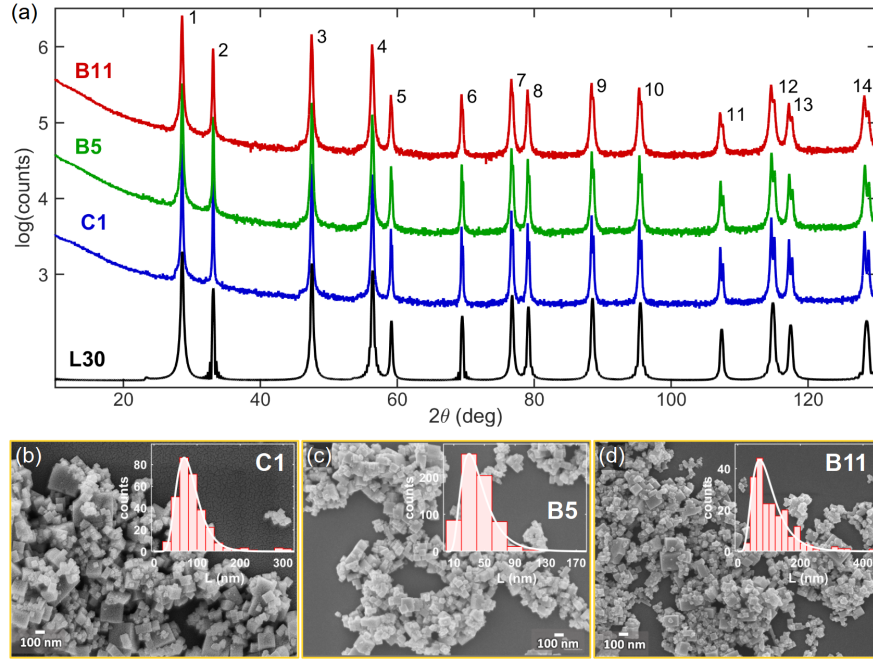 (a)
1
2
3
4
5
6
7
8
9
10
11
12
13
14
B11
B5
C1
L30
log(counts)
6
5
4
3
20 40 60 80 100 120
2θ (deg)
(b)
C1
counts
80
60
40
20
0
0 100 200 300
L (nm)
100 nm
(c)
B5
counts
200
100
0
10 50 90 130 180
L (nm)
100 nm
(d)
B11
counts
40
20
0
0 200 400
L (nm)
100 nm